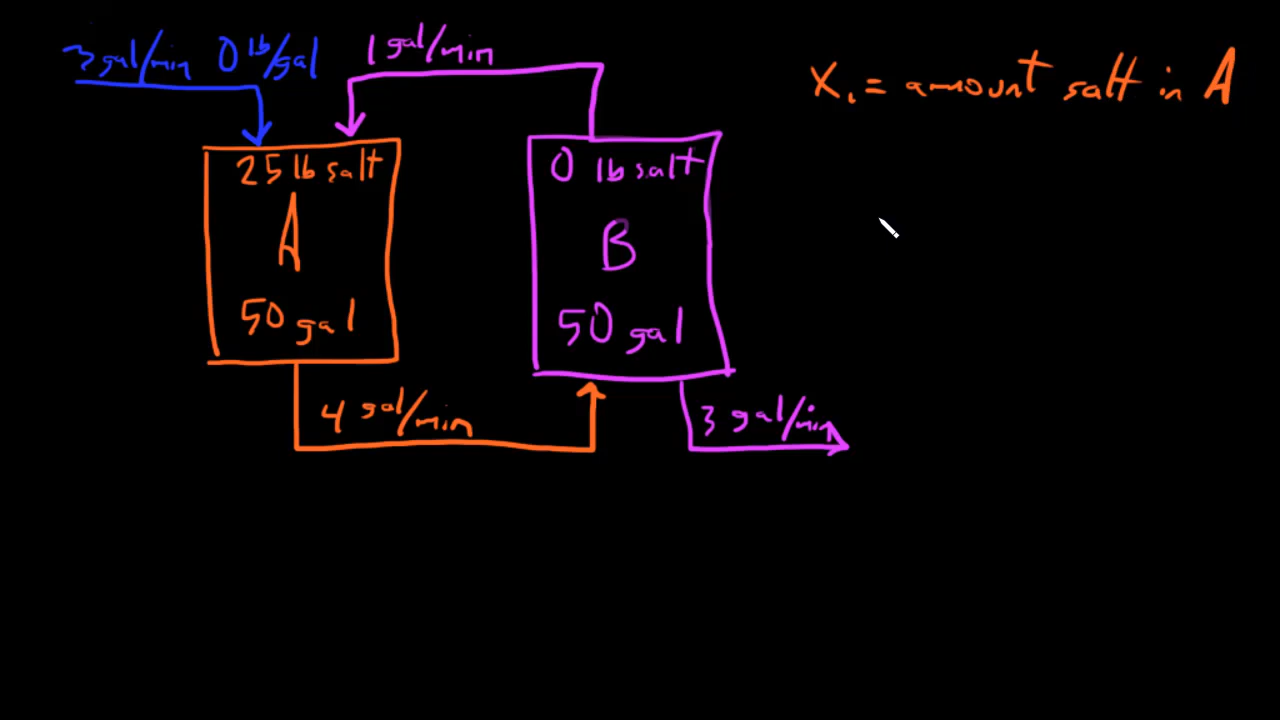 3 gal/min 0 lb/gal
1 gal/min
x₁ = amount salt in A
25 lb salt
A
50 gal
0 lb salt
B
50 gal
4 gal/min
3 gal/min